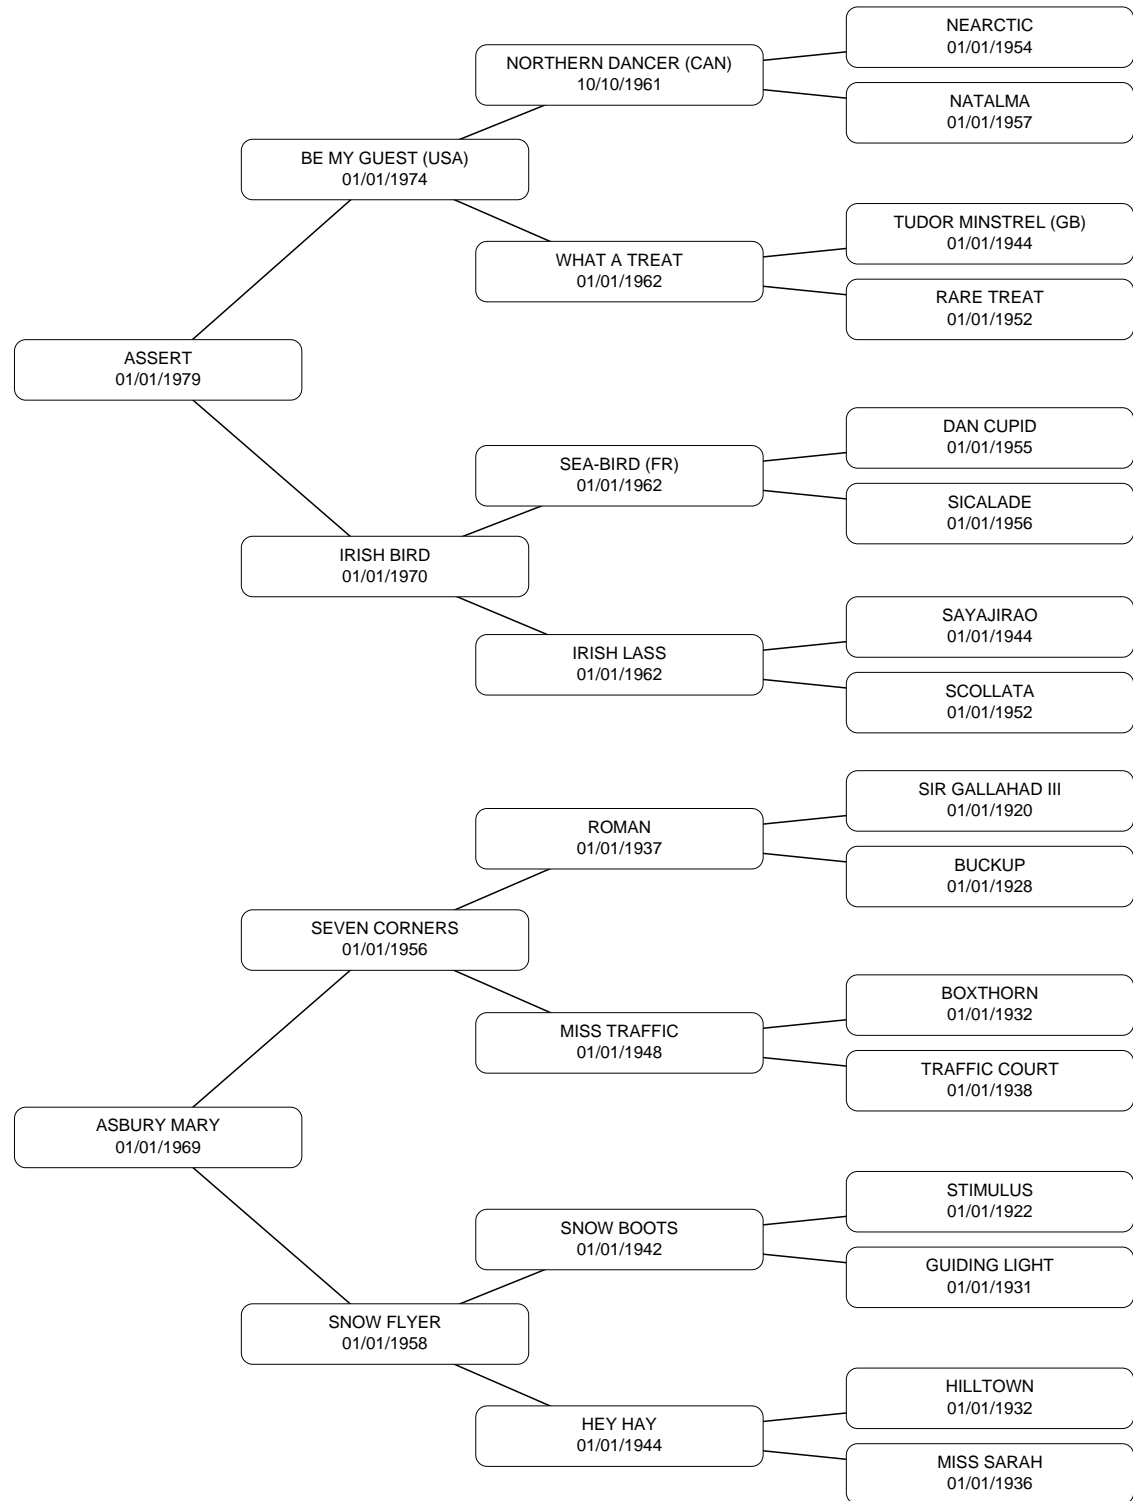 NEARCTIC
01/01/1954
NORTHERN DANCER (CAN)
10/10/1961
NATALMA
01/01/1957
BE MY GUEST (USA)
01/01/1974
TUDOR MINSTREL (GB)
01/01/1944
WHAT A TREAT
01/01/1962
RARE TREAT
01/01/1952
ASSERT
01/01/1979
DAN CUPID
01/01/1955
SEA-BIRD (FR)
01/01/1962
SICALADE
01/01/1956
IRISH BIRD
01/01/1970
SAYAJIRAO
01/01/1944
IRISH LASS
01/01/1962
SCOLLATA
01/01/1952
SIR GALLAHAD III
01/01/1920
ROMAN
01/01/1937
BUCKUP
01/01/1928
SEVEN CORNERS
01/01/1956
BOXTHORN
01/01/1932
MISS TRAFFIC
01/01/1948
TRAFFIC COURT
01/01/1938
ASBURY MARY
01/01/1969
STIMULUS
01/01/1922
SNOW BOOTS
01/01/1942
GUIDING LIGHT
01/01/1931
SNOW FLYER
01/01/1958
HILLTOWN
01/01/1932
HEY HAY
01/01/1944
MISS SARAH
01/01/1936